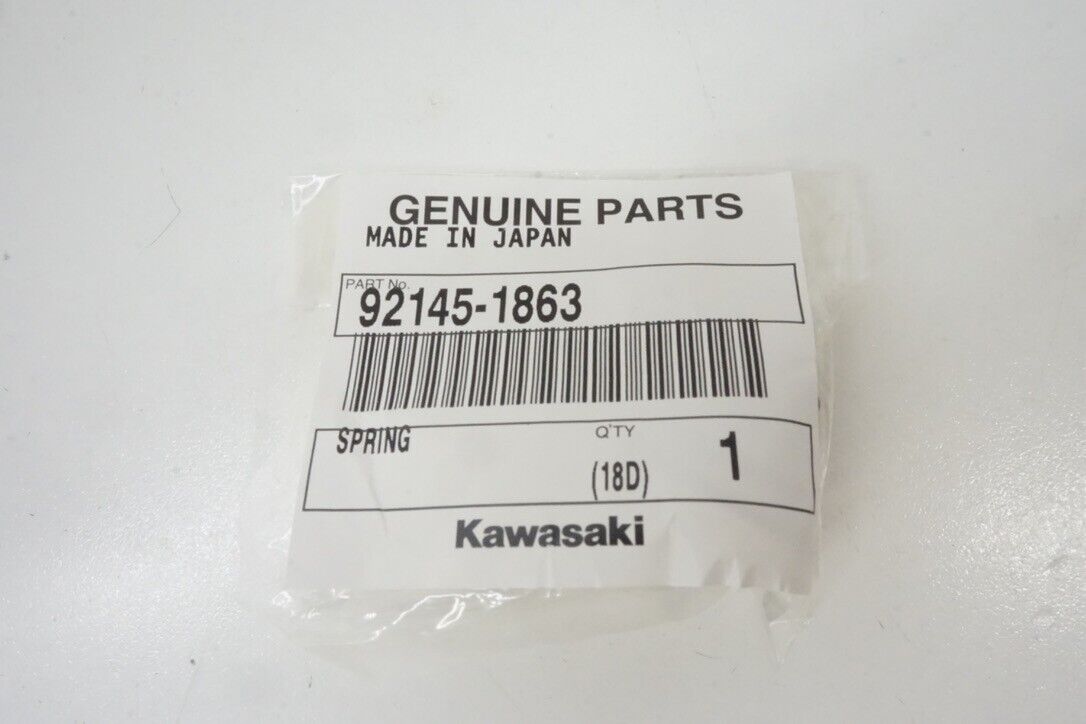 GENUINE PARTS
MADE IN JAPAN
PART No.
92145-1863
SPRING
Q'TY
(18D)
1
Kawasaki